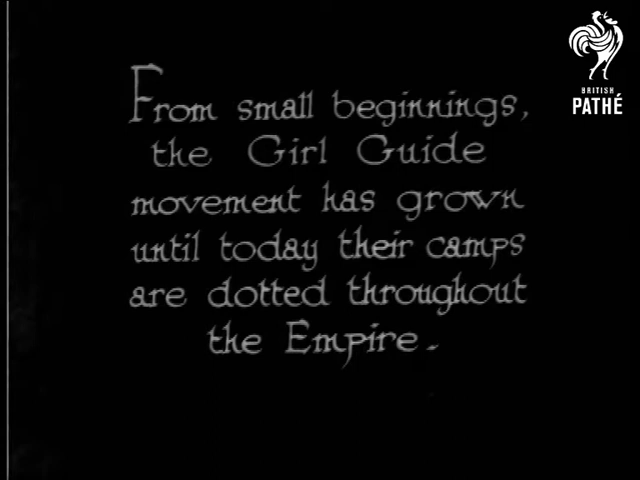 BRITISH
PATHÉ
From small beginnings,
the Girl Guide
movement has grown
until today their camps
are dotted throughout
the Empire.